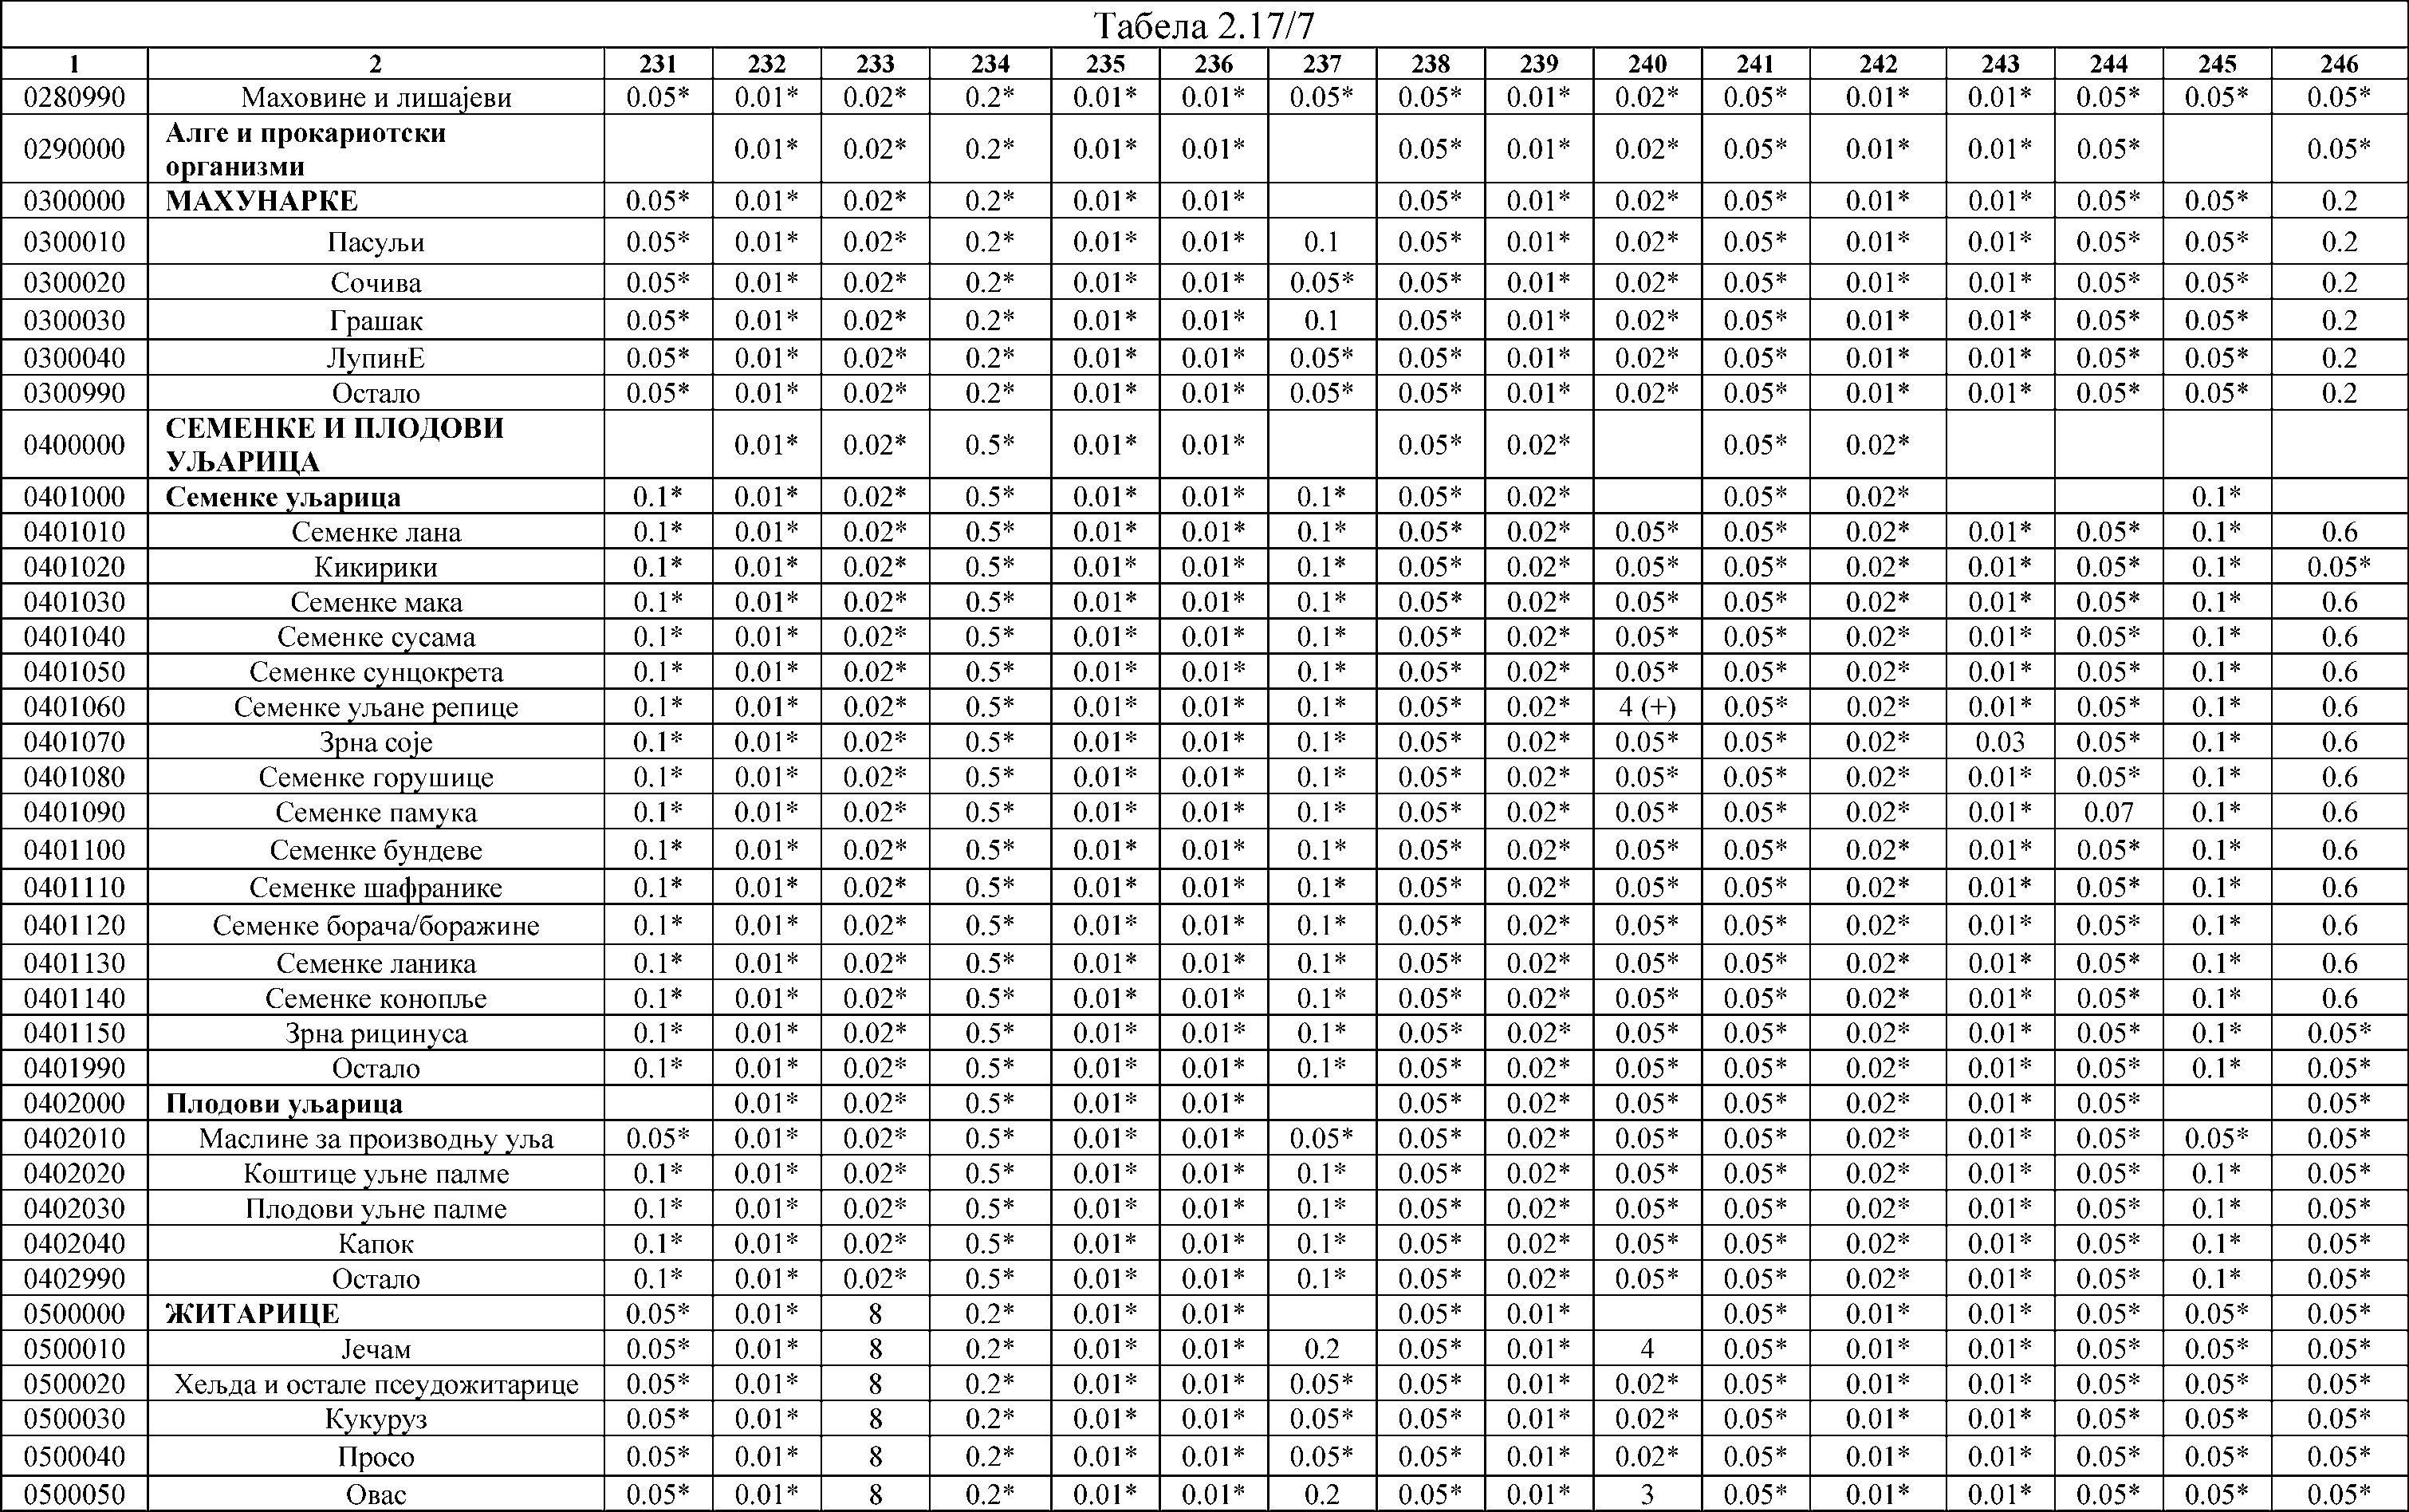 Табела 2.17/7
1 2 231 232 233 234 235 236 237 238 239 240 241 242 243 244 245 246
0280990 Маховине и лишајеви 0.05* 0.01* 0.02* 0.2* 0.01* 0.01* 0.05* 0.05* 0.01* 0.02* 0.05* 0.01* 0.01* 0.05* 0.05* 0.05*
0290000 Алге и прокариотски
организми 0.01* 0.02* 0.2* 0.01* 0.01* 0.05* 0.01* 0.02* 0.05* 0.01* 0.01* 0.05* 0.05*
0300000 МАХУНАРКЕ 0.05* 0.01* 0.02* 0.2* 0.01* 0.01* 0.05* 0.01* 0.02* 0.05* 0.01* 0.01* 0.05* 0.05* 0.2
0300010 Пасуљи 0.05* 0.01* 0.02* 0.2* 0.01* 0.01* 0.1 0.05* 0.01* 0.02* 0.05* 0.01* 0.01* 0.05* 0.05* 0.2
0300020 Сочива 0.05* 0.01* 0.02* 0.2* 0.01* 0.01* 0.05* 0.05* 0.01* 0.02* 0.05* 0.01* 0.01* 0.05* 0.05* 0.2
0300030 Грашак 0.05* 0.01* 0.02* 0.2* 0.01* 0.01* 0.1 0.05* 0.01* 0.02* 0.05* 0.01* 0.01* 0.05* 0.05* 0.2
0300040 ЛупинЕ 0.05* 0.01* 0.02* 0.2* 0.01* 0.01* 0.05* 0.05* 0.01* 0.02* 0.05* 0.01* 0.01* 0.05* 0.05* 0.2
0300990 Остало 0.05* 0.01* 0.02* 0.2* 0.01* 0.01* 0.05* 0.05* 0.01* 0.02* 0.05* 0.01* 0.01* 0.05* 0.05* 0.2
0400000 СЕМЕНКЕ И ПЛОДОВИ
УЉАРИЦА 0.01* 0.02* 0.5* 0.01* 0.01* 0.05* 0.02* 0.05* 0.02*
0401000 Семенке уљарица 0.1* 0.01* 0.02* 0.5* 0.01* 0.01* 0.1* 0.05* 0.02* 0.05* 0.02* 0.1*
0401010 Семенке лана 0.1* 0.01* 0.02* 0.5* 0.01* 0.01* 0.1* 0.05* 0.02* 0.05* 0.05* 0.02* 0.01* 0.05* 0.1* 0.6
0401020 Кикирики 0.1* 0.01* 0.02* 0.5* 0.01* 0.01* 0.1* 0.05* 0.02* 0.05* 0.05* 0.02* 0.01* 0.05* 0.1* 0.05*
0401030 Семенке мака 0.1* 0.01* 0.02* 0.5* 0.01* 0.01* 0.1* 0.05* 0.02* 0.05* 0.05* 0.02* 0.01* 0.05* 0.1* 0.6
0401040 Семенке сусама 0.1* 0.01* 0.02* 0.5* 0.01* 0.01* 0.1* 0.05* 0.02* 0.05* 0.05* 0.02* 0.01* 0.05* 0.1* 0.6
0401050 Семенке сунцокрета 0.1* 0.01* 0.02* 0.5* 0.01* 0.01* 0.1* 0.05* 0.02* 0.05* 0.05* 0.02* 0.01* 0.05* 0.1* 0.6
0401060 Семенке уљане репице 0.1* 0.01* 0.02* 0.5* 0.01* 0.01* 0.1* 0.05* 0.02* 4 (+) 0.05* 0.02* 0.01* 0.05* 0.1* 0.6
0401070 Зрна соје 0.1* 0.01* 0.02* 0.5* 0.01* 0.01* 0.1* 0.05* 0.02* 0.05* 0.05* 0.02* 0.03 0.05* 0.1* 0.6
0401080 Семенке горушице 0.1* 0.01* 0.02* 0.5* 0.01* 0.01* 0.1* 0.05* 0.02* 0.05* 0.05* 0.02* 0.01* 0.05* 0.1* 0.6
0401090 Семенке памука 0.1* 0.01* 0.02* 0.5* 0.01* 0.01* 0.1* 0.05* 0.02* 0.05* 0.05* 0.02* 0.01* 0.07 0.1* 0.6
0401100 Семенке бундеве 0.1* 0.01* 0.02* 0.5* 0.01* 0.01* 0.1* 0.05* 0.02* 0.05* 0.05* 0.02* 0.01* 0.05* 0.1* 0.6
0401110 Семенке шафранике 0.1* 0.01* 0.02* 0.5* 0.01* 0.01* 0.1* 0.05* 0.02* 0.05* 0.05* 0.02* 0.01* 0.05* 0.1* 0.6
0401120 Семенке борача/боражине 0.1* 0.01* 0.02* 0.5* 0.01* 0.01* 0.1* 0.05* 0.02* 0.05* 0.05* 0.02* 0.01* 0.05* 0.1* 0.6
0401130 Семенке ланика 0.1* 0.01* 0.02* 0.5* 0.01* 0.01* 0.1* 0.05* 0.02* 0.05* 0.05* 0.02* 0.01* 0.05* 0.1* 0.6
0401140 Семенке конопље 0.1* 0.01* 0.02* 0.5* 0.01* 0.01* 0.1* 0.05* 0.02* 0.05* 0.05* 0.02* 0.01* 0.05* 0.1* 0.6
0401150 Зрна рицинуса 0.1* 0.01* 0.02* 0.5* 0.01* 0.01* 0.1* 0.05* 0.02* 0.05* 0.05* 0.02* 0.01* 0.05* 0.1* 0.05*
0401990 Остало 0.1* 0.01* 0.02* 0.5* 0.01* 0.01* 0.1* 0.05* 0.02* 0.05* 0.05* 0.02* 0.01* 0.05* 0.1* 0.05*
0402000 Плодови уљарица 0.01* 0.02* 0.5* 0.01* 0.01* 0.05* 0.02* 0.05* 0.05* 0.02* 0.01* 0.05* 0.05*
0402010 Маслине за производњу уља 0.05* 0.01* 0.02* 0.5* 0.01* 0.01* 0.05* 0.05* 0.02* 0.05* 0.05* 0.02* 0.01* 0.05* 0.05* 0.05*
0402020 Коштице уљне палме 0.1* 0.01* 0.02* 0.5* 0.01* 0.01* 0.1* 0.05* 0.02* 0.05* 0.05* 0.02* 0.01* 0.05* 0.1* 0.05*
0402030 Плодови уљне палме 0.1* 0.01* 0.02* 0.5* 0.01* 0.01* 0.1* 0.05* 0.02* 0.05* 0.05* 0.02* 0.01* 0.05* 0.1* 0.05*
0402040 Капок 0.1* 0.01* 0.02* 0.5* 0.01* 0.01* 0.1* 0.05* 0.02* 0.05* 0.05* 0.02* 0.01* 0.05* 0.1* 0.05*
0402990 Остало 0.1* 0.01* 0.02* 0.5* 0.01* 0.01* 0.1* 0.05* 0.02* 0.05* 0.05* 0.02* 0.01* 0.05* 0.1* 0.05*
0500000 ЖИТАРИЦЕ 0.05* 0.01* 8 0.2* 0.01* 0.01* 0.05* 0.01* 0.05* 0.01* 0.01* 0.05* 0.05* 0.05*
0500010 Јечам 0.05* 0.01* 8 0.2* 0.01* 0.01* 0.2 0.05* 0.01* 4 0.05* 0.01* 0.01* 0.05* 0.05* 0.05*
0500020 Хељда и остале псеудожитарице 0.05* 0.01* 8 0.2* 0.01* 0.01* 0.05* 0.05* 0.01* 0.02* 0.05* 0.01* 0.01* 0.05* 0.05* 0.05*
0500030 Кукуруз 0.05* 0.01* 8 0.2* 0.01* 0.01* 0.05* 0.05* 0.01* 0.02* 0.05* 0.01* 0.01* 0.05* 0.05* 0.05*
0500040 Просо 0.05* 0.01* 8 0.2* 0.01* 0.01* 0.05* 0.05* 0.01* 0.02* 0.05* 0.01* 0.01* 0.05* 0.05* 0.05*
0500050 Овас 0.05* 0.01* 8 0.2* 0.01* 0.01* 0.2 0.05* 0.01* 3 0.05* 0.01* 0.01* 0.05* 0.05* 0.05*